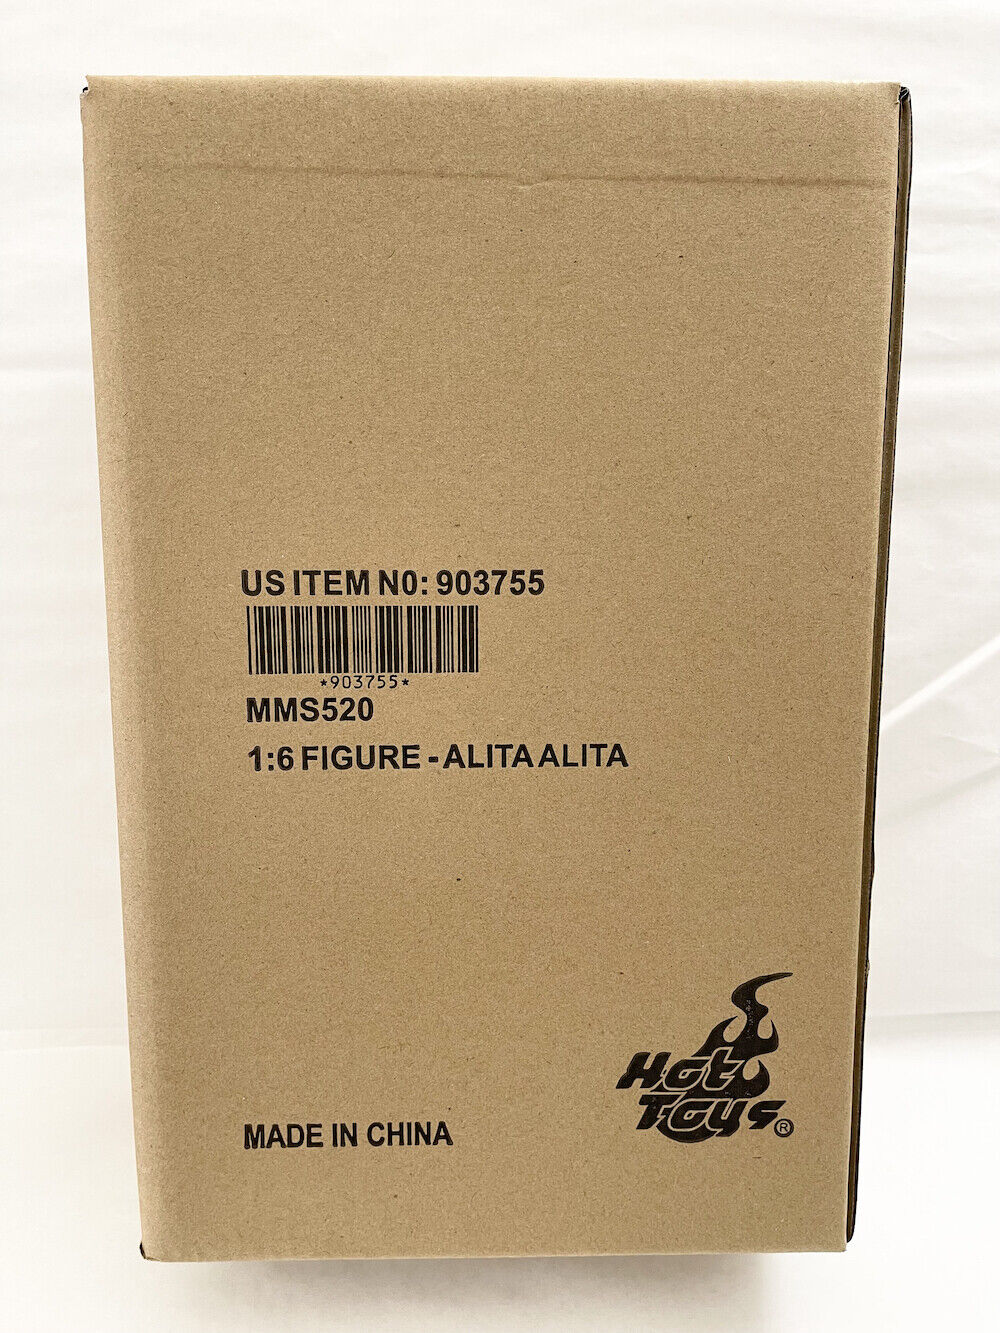 US ITEM N0: 903755
*903755*
MMS520
1:6 FIGURE - ALITA ALITA
Hot
Toys®
MADE IN CHINA